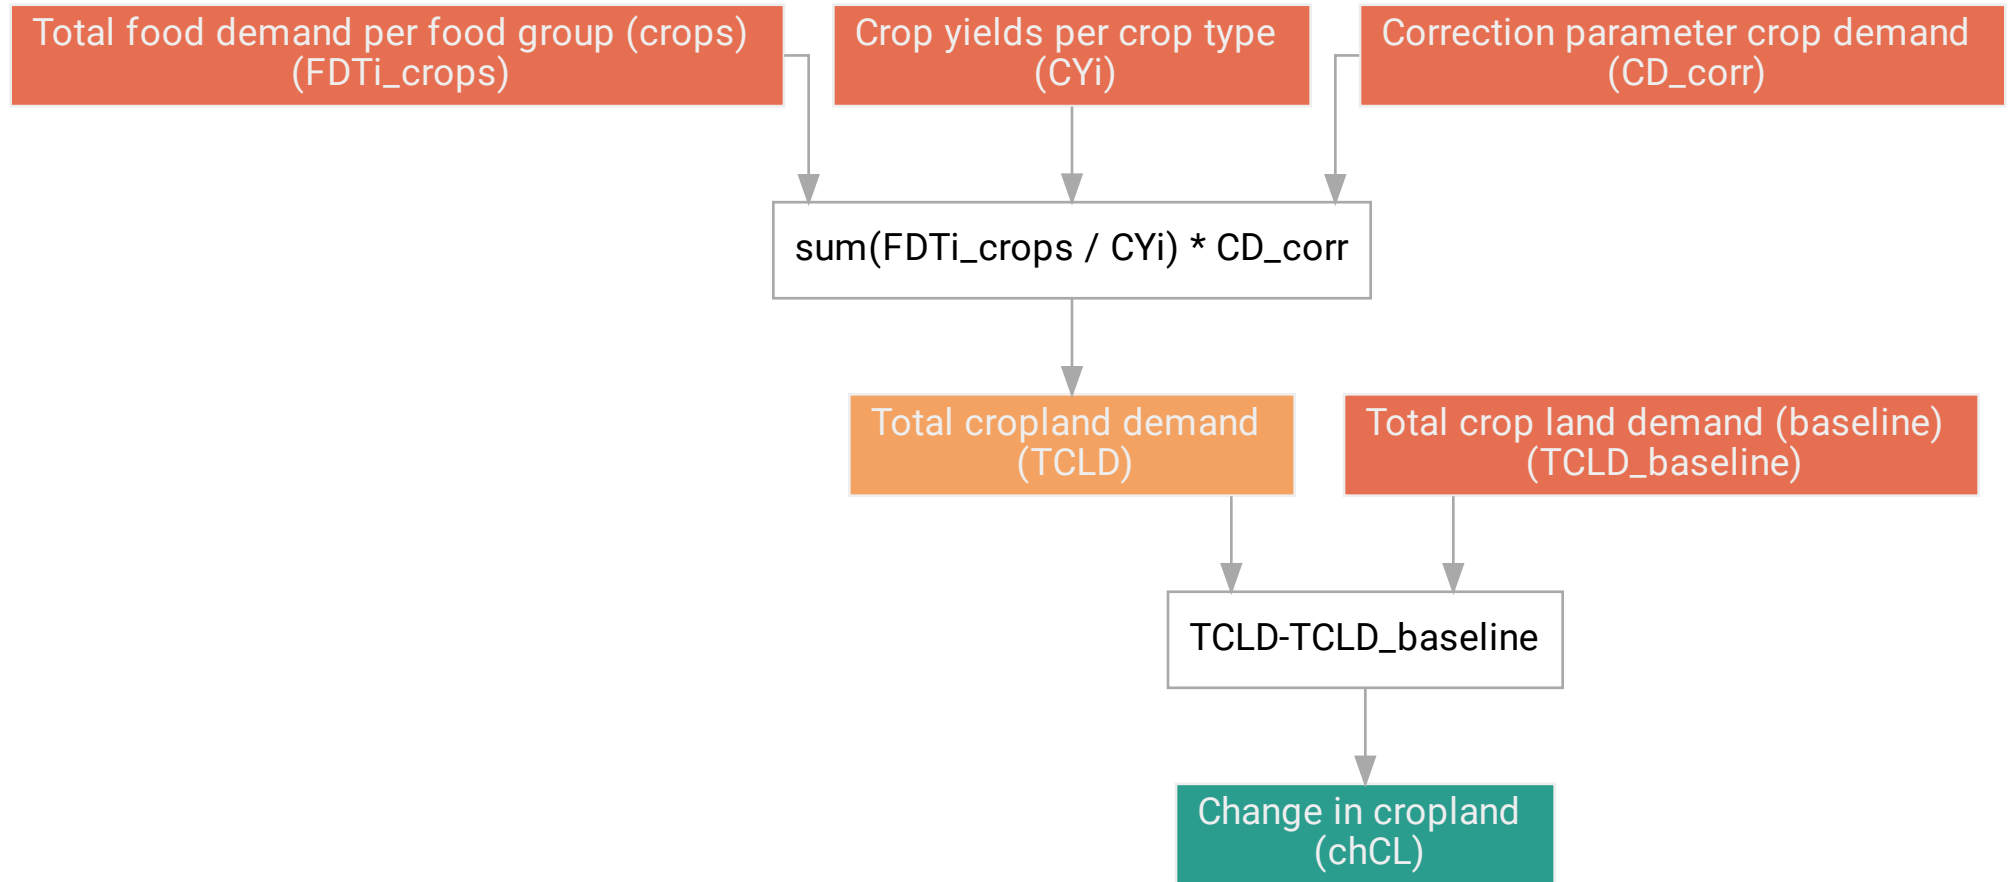 Total food demand per food group (crops)
(FDTi_crops)
Crop yields per crop type
(CYi)
Correction parameter crop demand
(CD_corr)
sum(FDTi_crops / CYi) * CD_corr
Total cropland demand
(TCLD)
Total crop land demand (baseline)
(TCLD_baseline)
TCLD-TCLD_baseline
Change in cropland
(chCL)